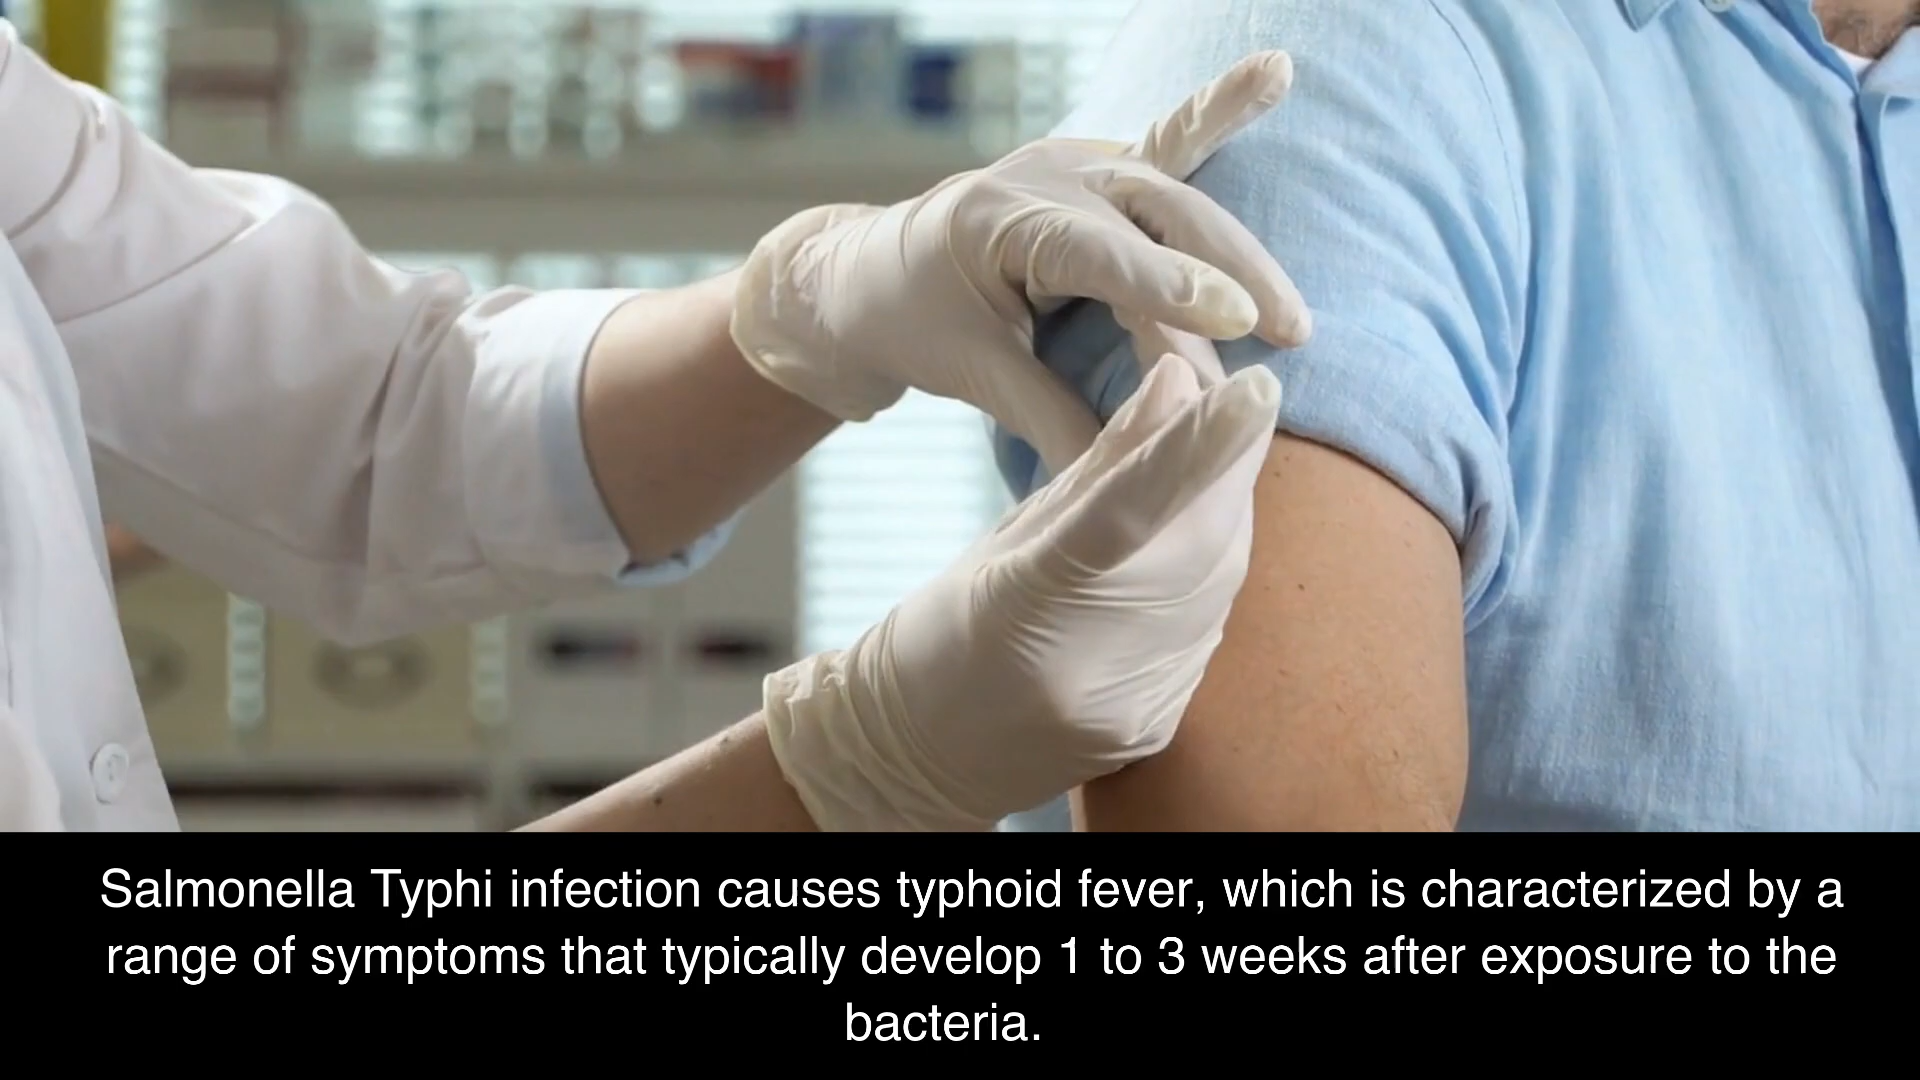 Salmonella Typhi infection causes typhoid fever, which is characterized by a
range of symptoms that typically develop 1 to 3 weeks after exposure to the
bacteria.